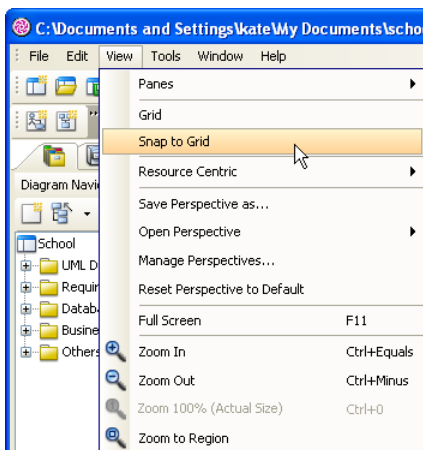 C:\Documents and Settings\kate\My Documents\scho
File Edit View Tools Window Help
Panes
Grid
Snap to Grid
Resource Centric
Save Perspective as...
Open Perspective
Manage Perspectives...
Reset Perspective to Default
Full Screen F11
Zoom In Ctrl+Equals
Zoom Out Ctrl+Minus
Zoom 100% (Actual Size) Ctrl+0
Zoom to Region
Diagram Navi
School
UML D
Requir
Datab
Busine
Others